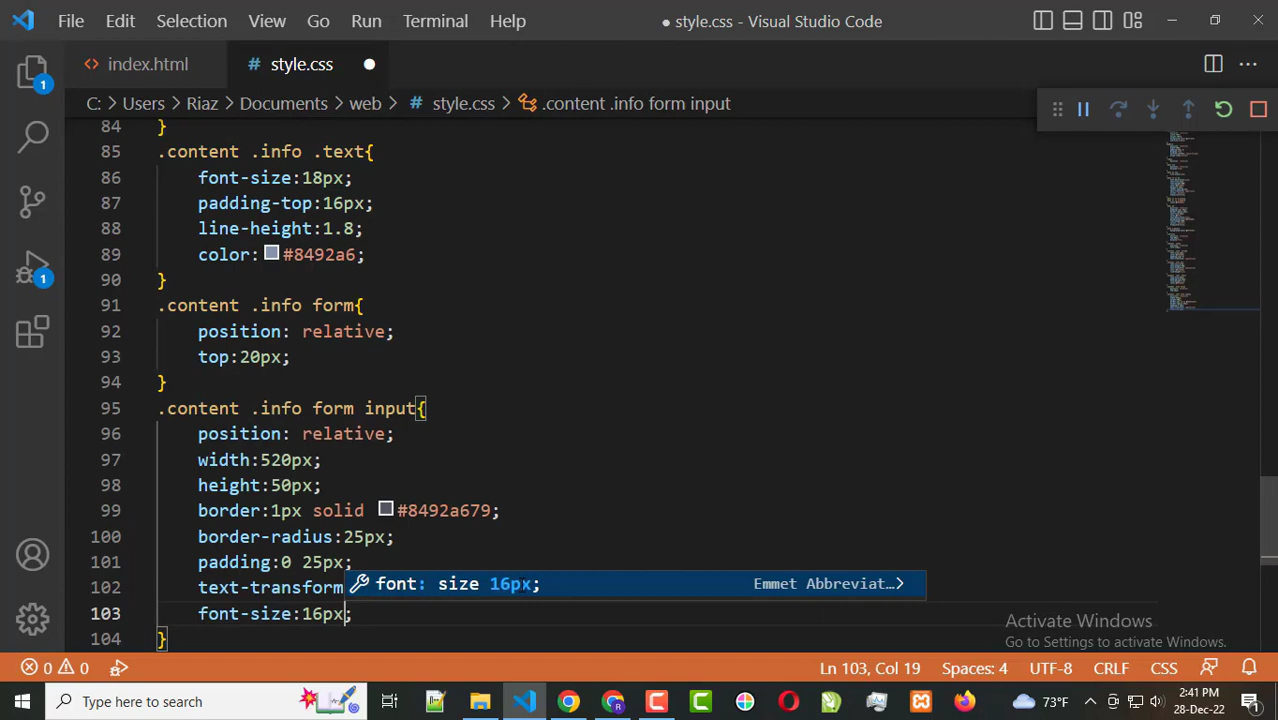 File Edit Selection View Go Run Terminal Help ● style.css - Visual Studio Code
<> index.html # style.css ●
C: > Users > Riaz > Documents > web > # style.css > .content .info form input
84 }
85 .content .info .text{
86 font-size:18px;
87 padding-top:16px;
88 line-height:1.8;
89 color: #8492a6;
90 }
91 .content .info form{
92 position: relative;
93 top:20px;
94 }
95 .content .info form input{
96 position: relative;
97 width:520px;
98 height:50px;
99 border:1px solid #8492a679;
100 border-radius:25px;
101 padding:0 25px;
102 text-transform
font: size 16px; Emmet Abbreviat...>
103 font-size:16px;
104 }
1
1
Activate Windows
Go to Settings to activate Windows.
0 0 Ln 103, Col 19 Spaces: 4 UTF-8 CRLF CSS
Type here to search 73°F 2:41 PM
28-Dec-22 1